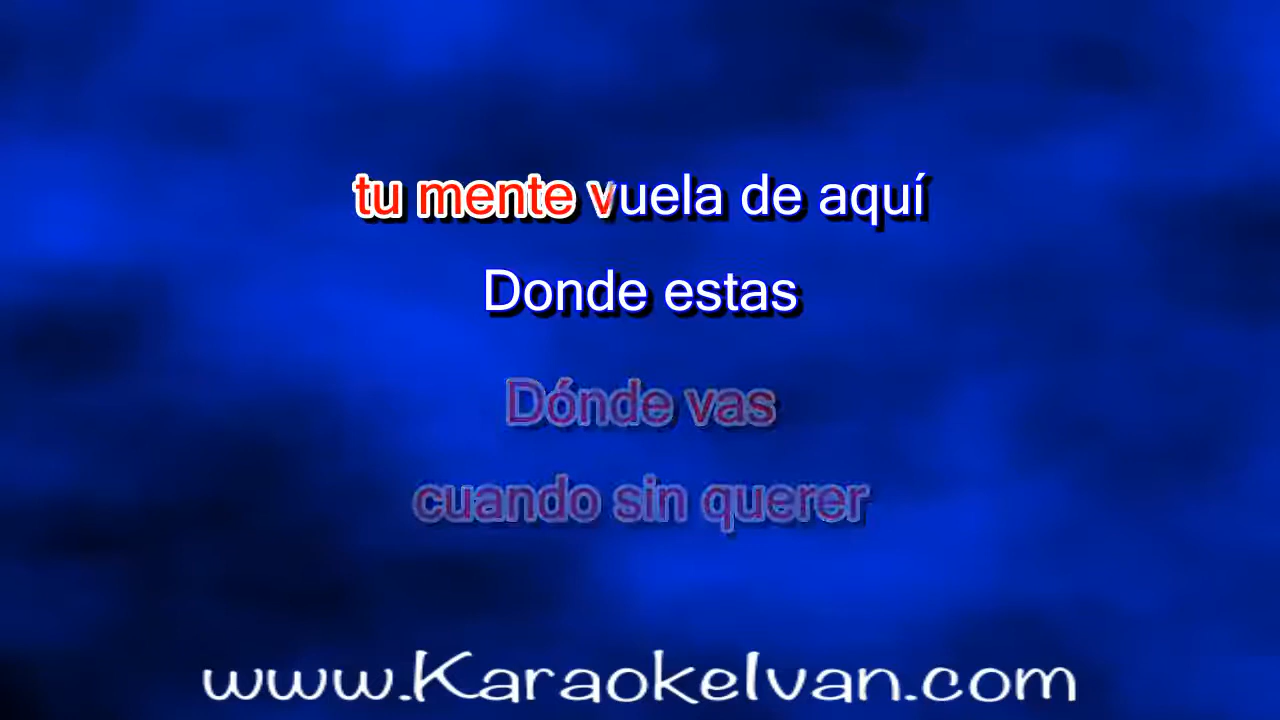 tu mente vuela de aquí
Donde estas
Dónde vas
cuando sin querer
www.KaraokeIvan.com